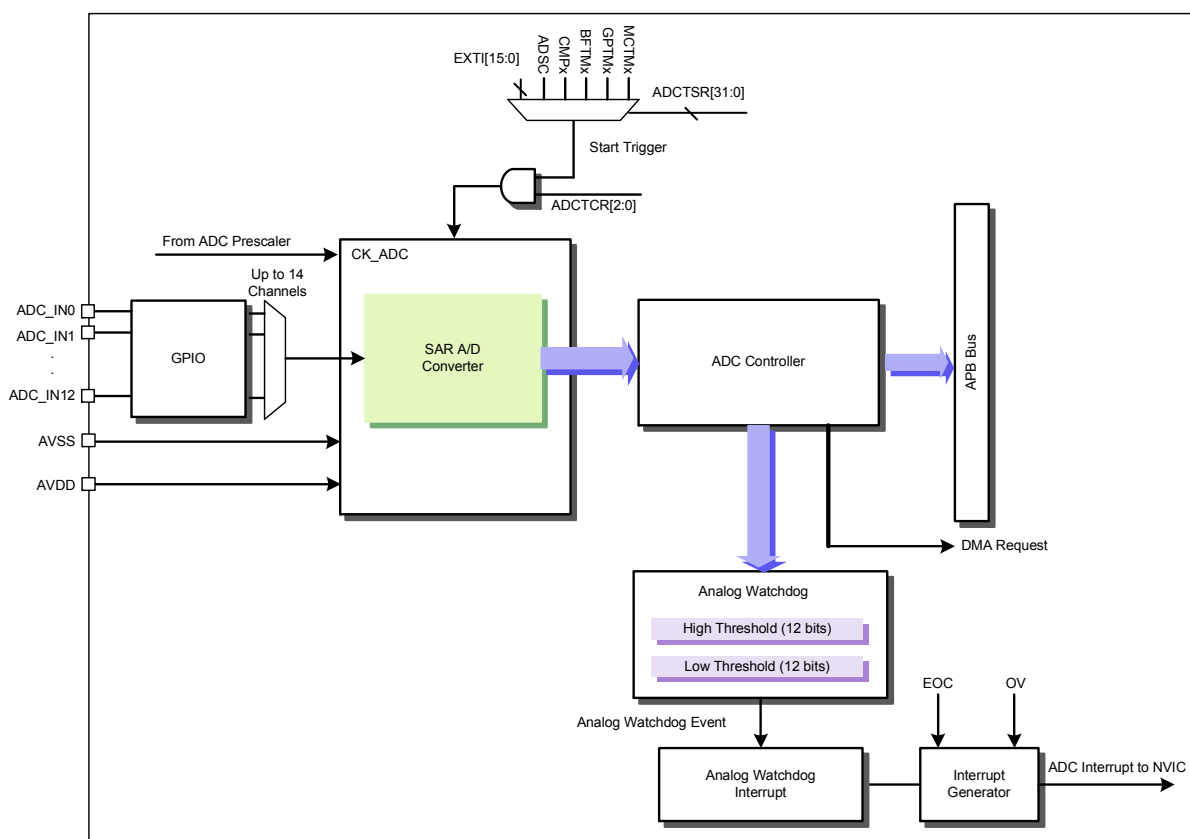 EXTI[15:0]
ADSC
CMPx
BFTMx
GPTMx
MCTMx
ADCTSR[31:0]
Start Trigger
ADCTCR[2:0]
From ADC Prescaler
CK_ADC
Up to 14
Channels
ADC_IN0
ADC_IN1
.
.
ADC_IN12
GPIO
SAR A/D
Converter
ADC Controller
APB Bus
AVSS
AVDD
DMA Request
Analog Watchdog
High Threshold (12 bits)
Low Threshold (12 bits)
Analog Watchdog Event
EOC
OV
Analog Watchdog
Interrupt
Interrupt
Generator
ADC Interrupt to NVIC